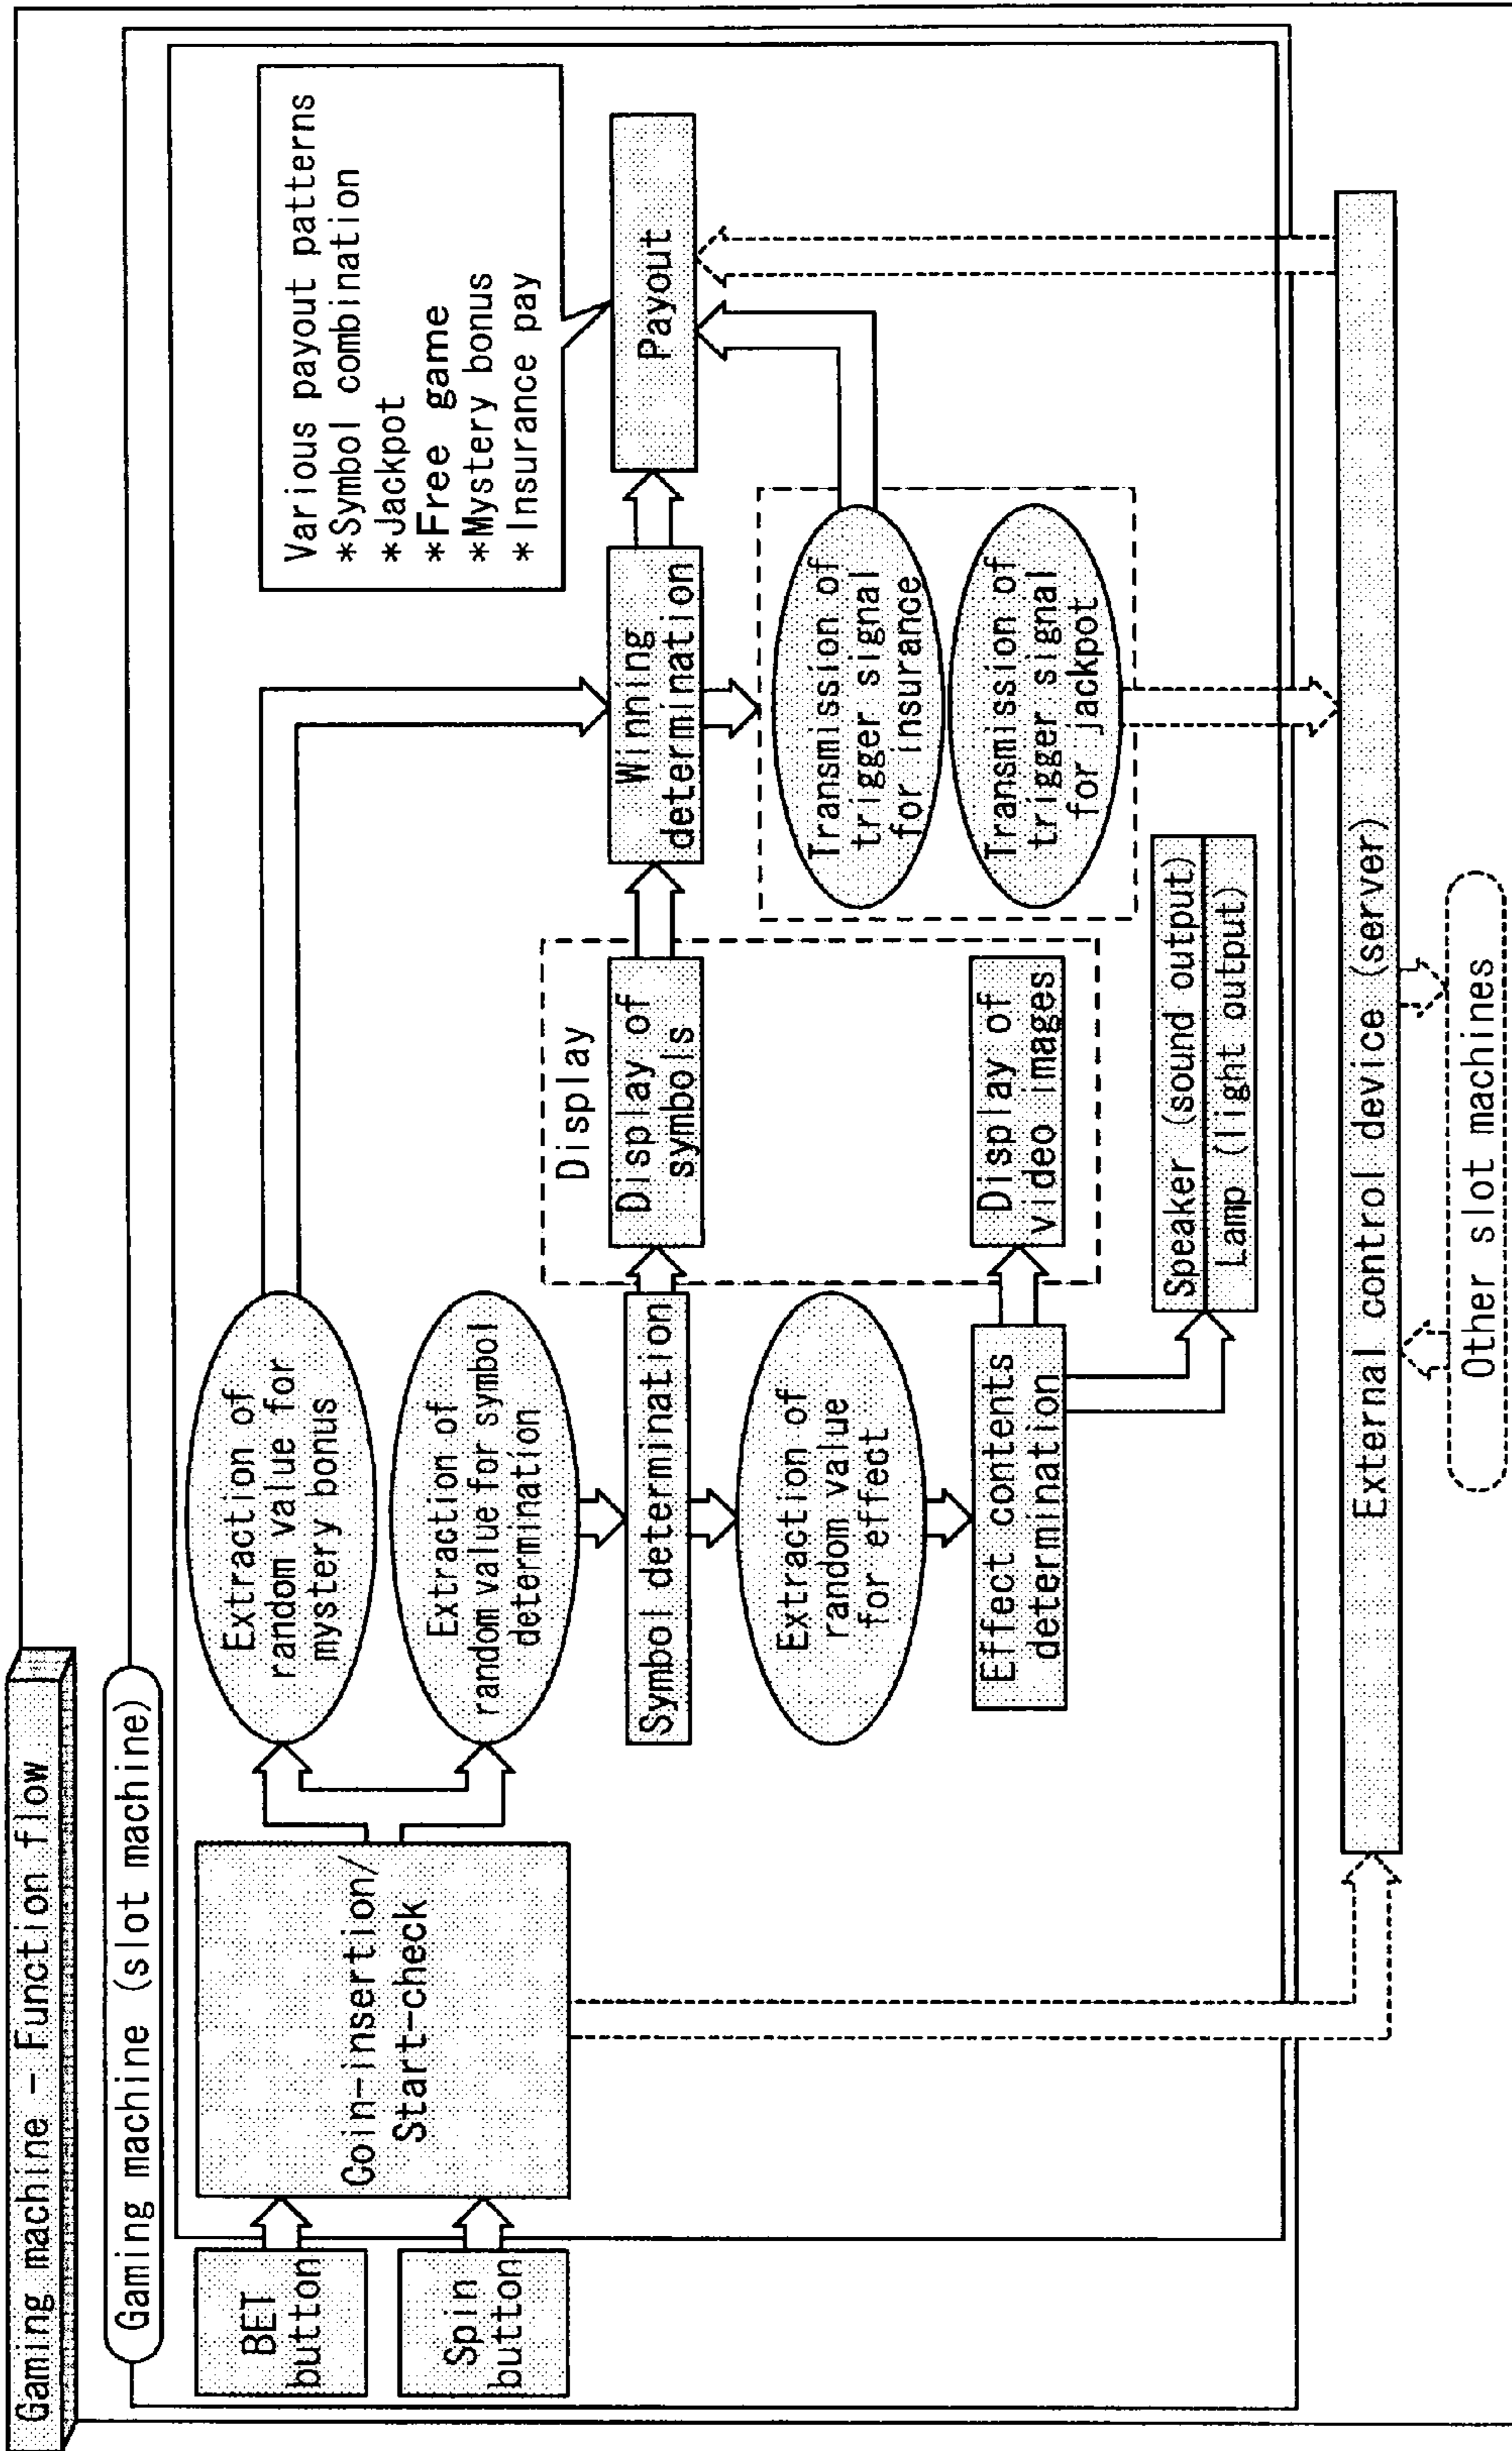 Gaming machine - Function flow
Gaming machine (slot machine)
BET
button
Spin
button
Coin-insertion/
Start-check
Extraction of
random value for
mystery bonus
Extraction of
random value for symbol
determination
Symbol determination
Extraction of
random value
for effect
Effect contents
determination
Display
Display of
symbols
Display of
video images
Speaker (sound output)
Lamp (light output)
Winning
determination
Transmission of
trigger signal
for insurance
Transmission of
trigger signal
for jackpot
Various payout patterns
*Symbol combination
*Jackpot
*Free game
*Mystery bonus
*Insurance pay
Payout
External control device (server)
Other slot machines